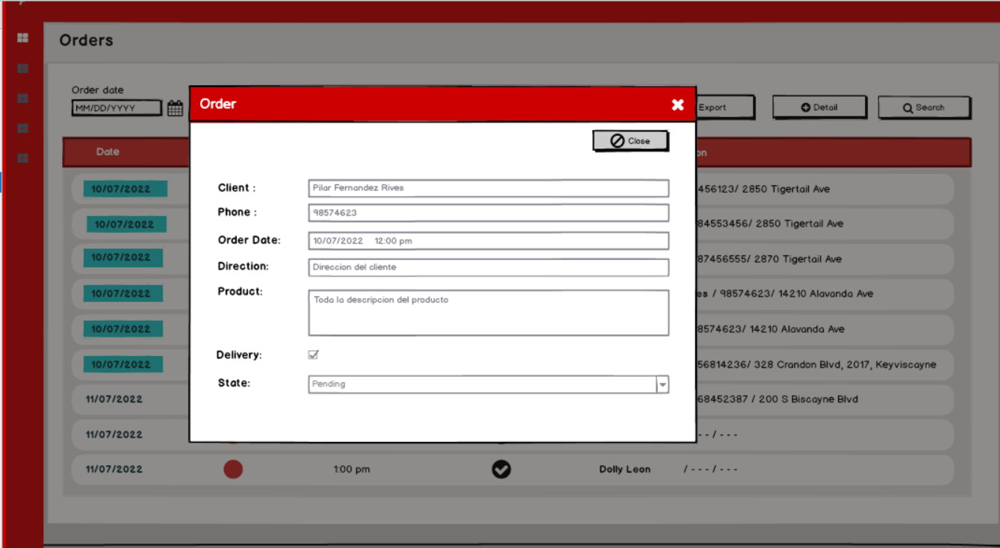 Orders
Order date
MM/DD/YYYY
Export
Detail
Search
Order
Close
Client :
Pilar Fernandez Rives
Phone :
98574623
Order Date:
10/07/2022 12:00 pm
Direction:
Direccion del cliente
Product:
Toda la descripcion del producto
Delivery:
State:
Pending
Date
on
10/07/2022
456123/ 2850 Tigertail Ave
10/07/2022
84553456/ 2850 Tigertail Ave
10/07/2022
87456555/ 2870 Tigertail Ave
10/07/2022
es / 98574623/ 14210 Alavanda Ave
10/07/2022
8574623/ 14210 Alavanda Ave
10/07/2022
56814236/ 328 Crandon Blvd, 2017, Keyviscayne
11/07/2022
68452387 / 200 S Biscayne Blvd
11/07/2022
- - / - - -
11/07/2022 1:00 pm Dolly Leon / - - - / - - -